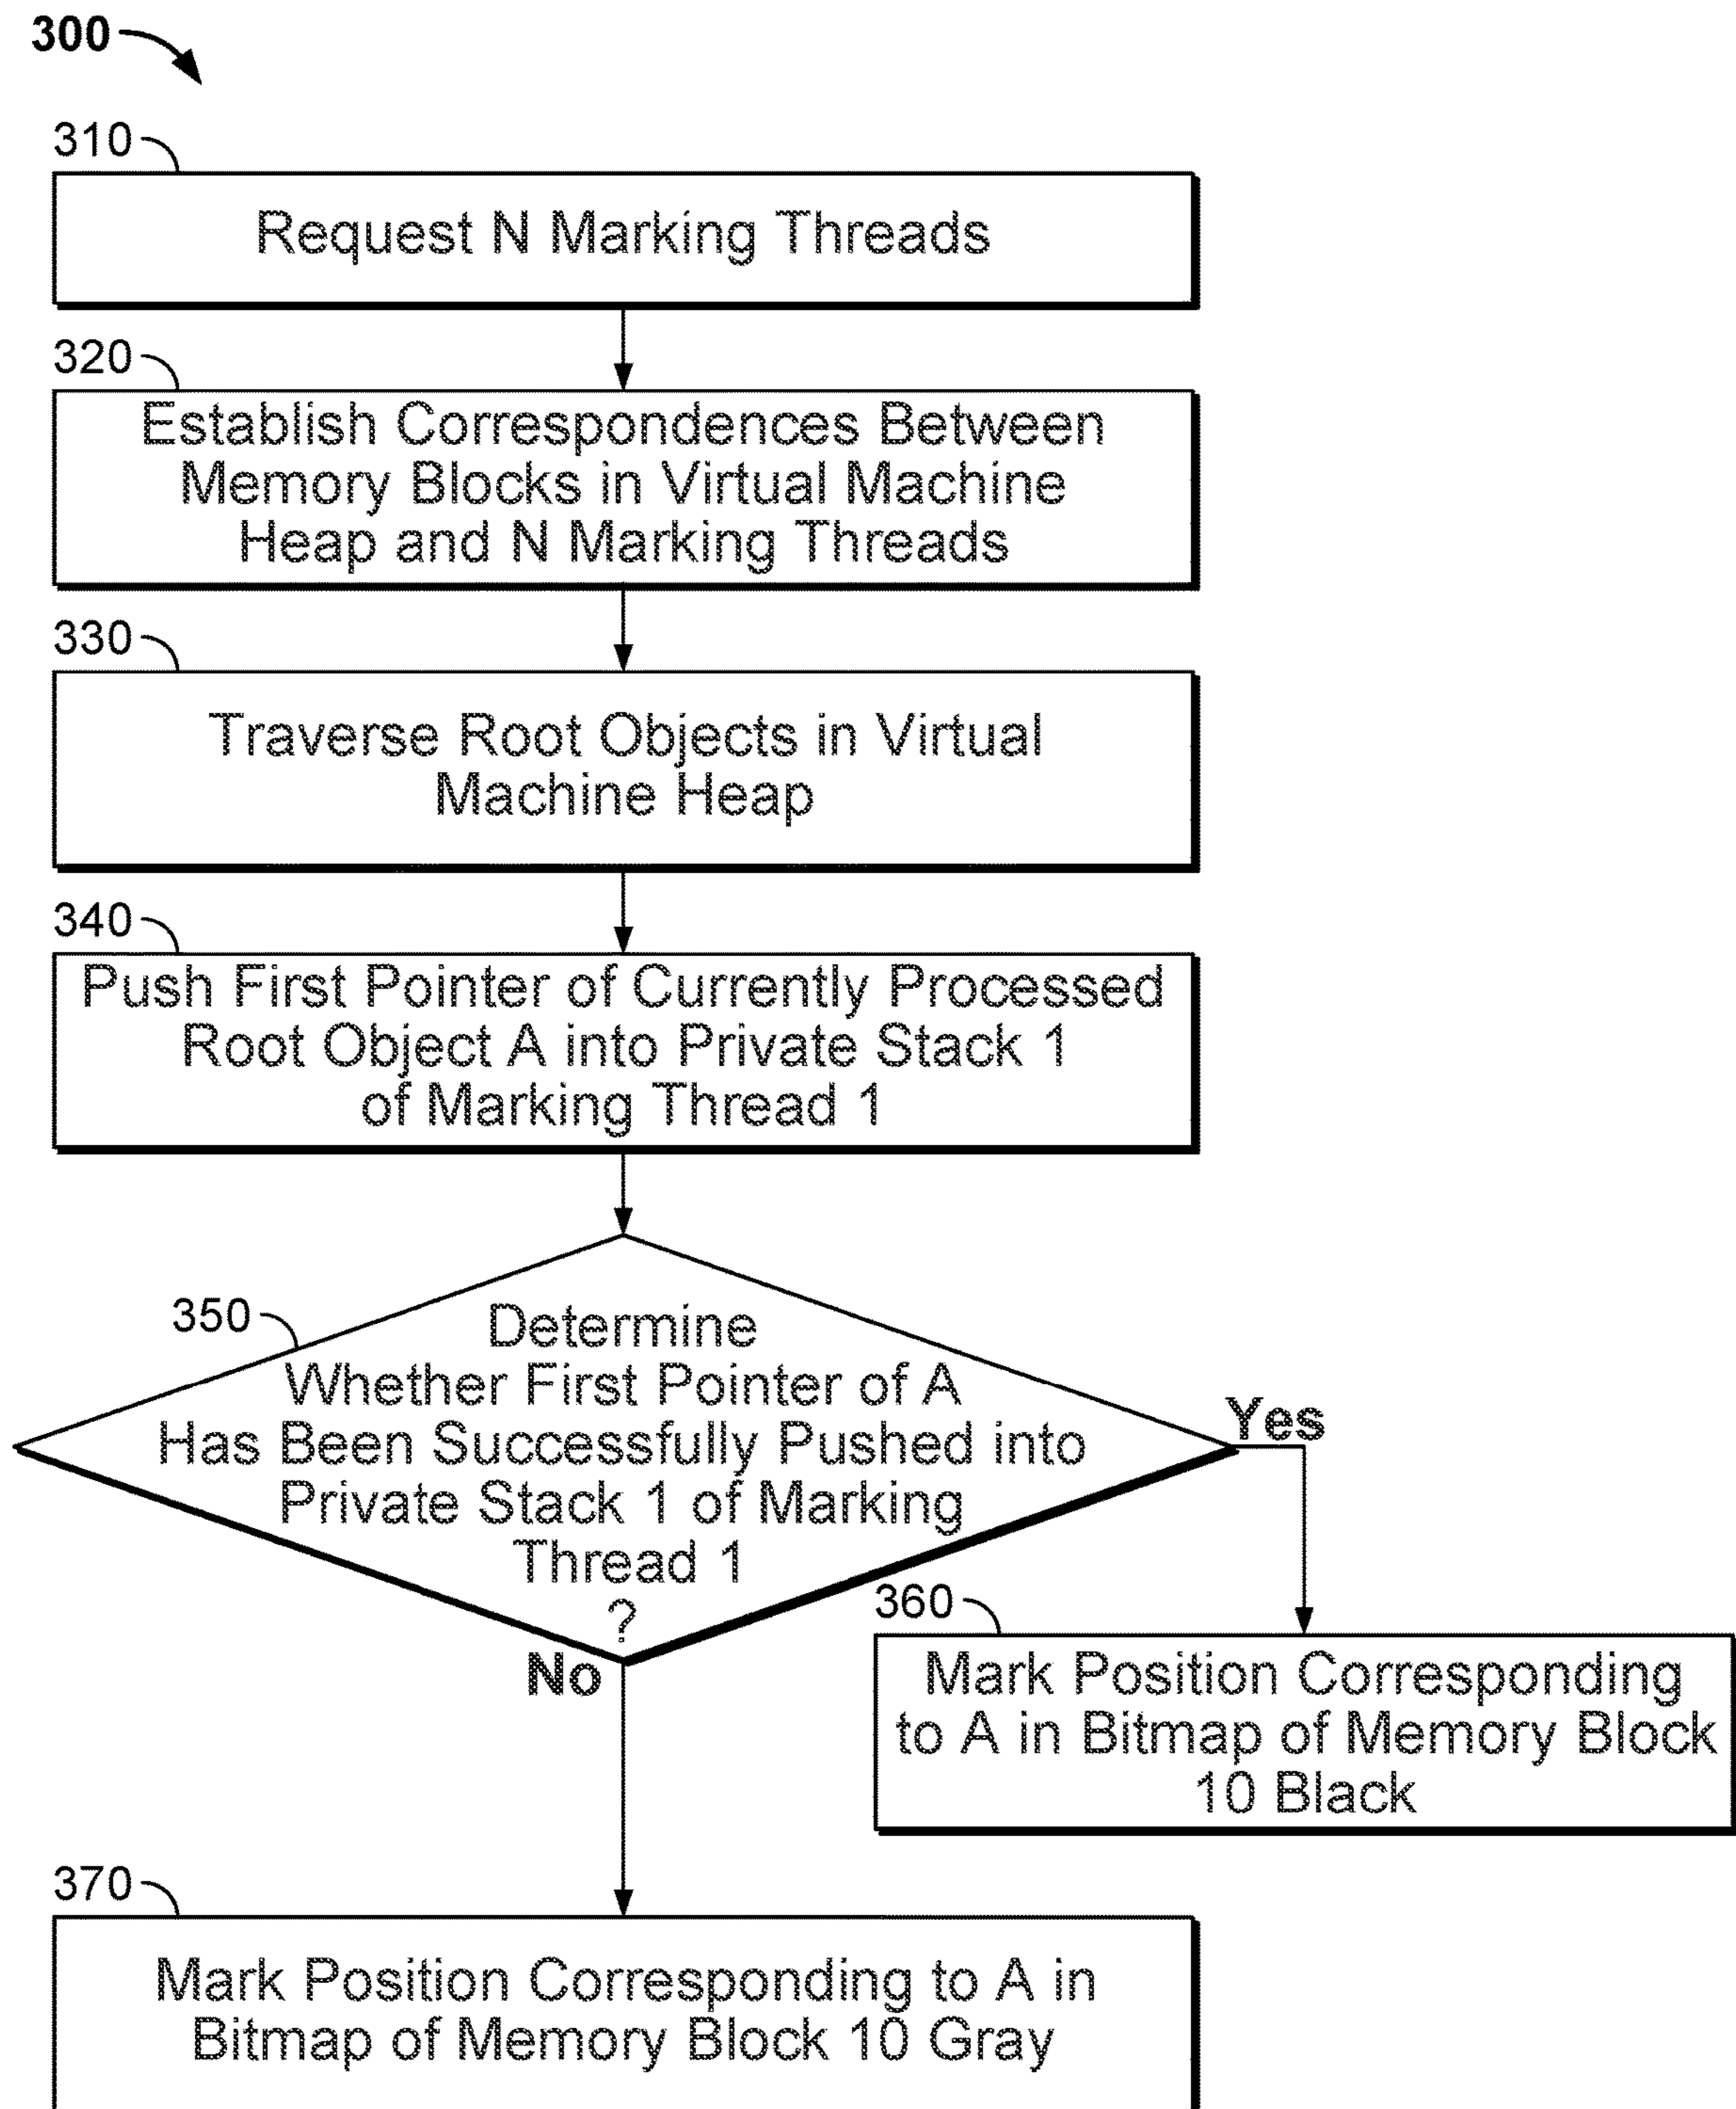 300
310
Request N Marking Threads
320
Establish Correspondences Between
Memory Blocks in Virtual Machine
Heap and N Marking Threads
330
Traverse Root Objects in Virtual
Machine Heap
340
Push First Pointer of Currently Processed
Root Object A into Private Stack 1
of Marking Thread 1
350
Determine
Whether First Pointer of A
Has Been Successfully Pushed into
Private Stack 1 of Marking
Thread 1
?
Yes
No
360
Mark Position Corresponding
to A in Bitmap of Memory Block
10 Black
370
Mark Position Corresponding to A in
Bitmap of Memory Block 10 Gray